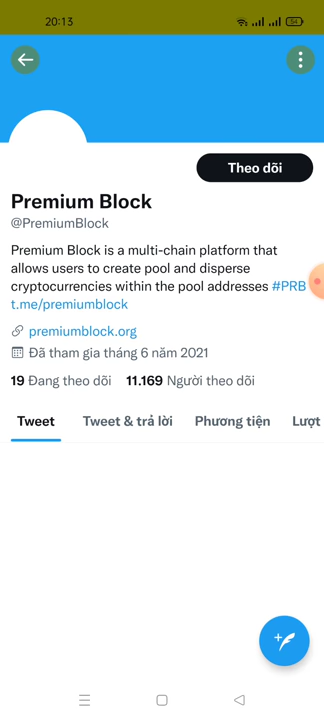 20:13
54
Theo dõi
Premium Block
@PremiumBlock
Premium Block is a multi-chain platform that
allows users to create pool and disperse
cryptocurrencies within the pool addresses #PRB
t.me/premiumblock
premiumblock.org
Đã tham gia tháng 6 năm 2021
19 Đang theo dõi 11.169 Người theo dõi
Tweet Tweet & trả lời Phương tiện Lượt